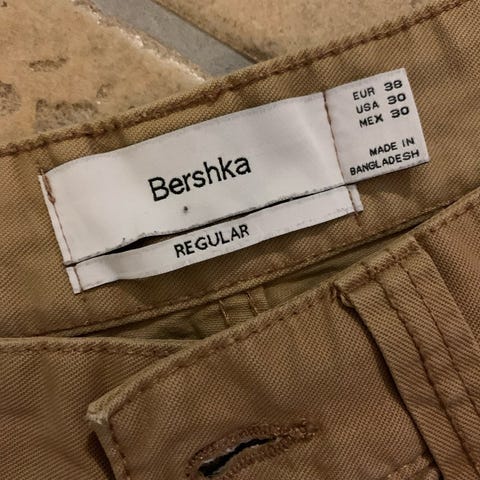 Bershka
REGULAR
EUR 38
USA 30
MEX 30
MADE IN
BANGLADESH